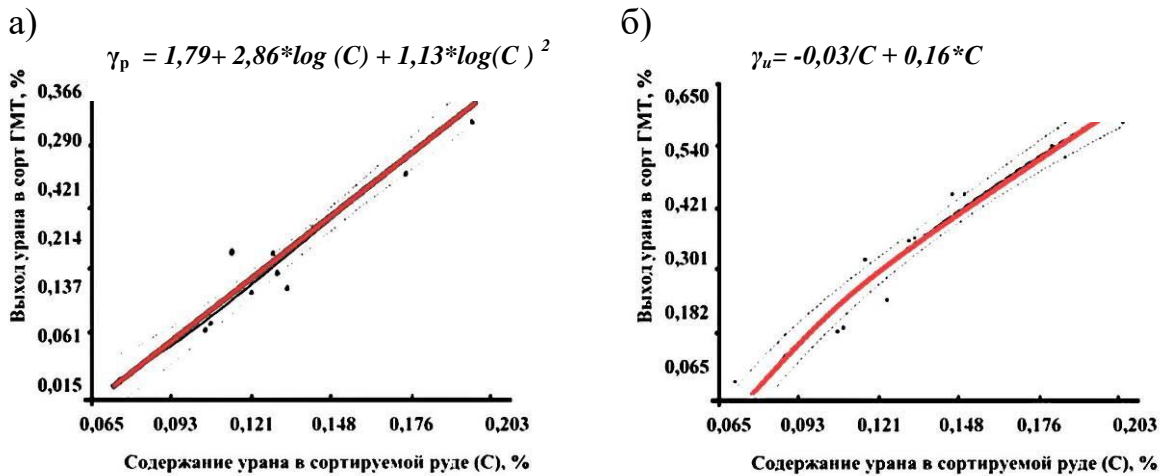 а)
γр = 1,79+ 2,86*log (C) + 1,13*log(C ) 2
Выход урана в сорт ГМТ, %
0,366
0,290
0,421
0,214
0,137
0,061
0,015
0,065 0,093 0,121 0,148 0,176 0,203
Содержание урана в сортируемой руде (C), %
б)
γu= -0,03/C + 0,16*C
Выход урана в сорт ГМТ, %
0,650
0,540
0,421
0,301
0,182
0,065
0,065 0,093 0,121 0,148 0,176 0,203
Содержание урана в сортируемой руде (C), %